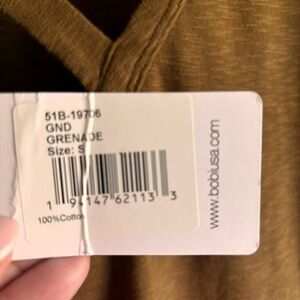 51B-19706
GND
GRENADE
Size: S
1 94147 62113 3
100%Cotton
www.bobiusa.com